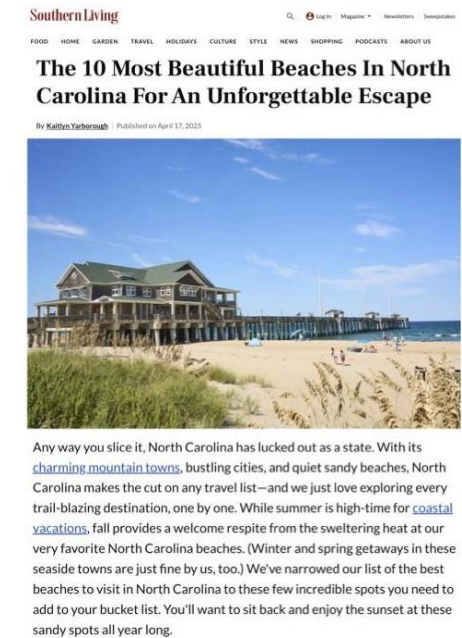 Southern Living
Log In Magazine Newsletters Sweepstakes
FOOD HOME GARDEN TRAVEL HOLIDAYS CULTURE STYLE NEWS SHOPPING PODCASTS ABOUT US
The 10 Most Beautiful Beaches In North
Carolina For An Unforgettable Escape
By Kaitlyn Yarborough | Published on April 17, 2025
Any way you slice it, North Carolina has lucked out as a state. With its
charming mountain towns, bustling cities, and quiet sandy beaches, North
Carolina makes the cut on any travel list—and we just love exploring every
trail-blazing destination, one by one. While summer is high-time for coastal
vacations, fall provides a welcome respite from the sweltering heat at our
very favorite North Carolina beaches. (Winter and spring getaways in these
seaside towns are just fine by us, too.) We've narrowed our list of the best
beaches to visit in North Carolina to these few incredible spots you need to
add to your bucket list. You'll want to sit back and enjoy the sunset at these
sandy spots all year long.